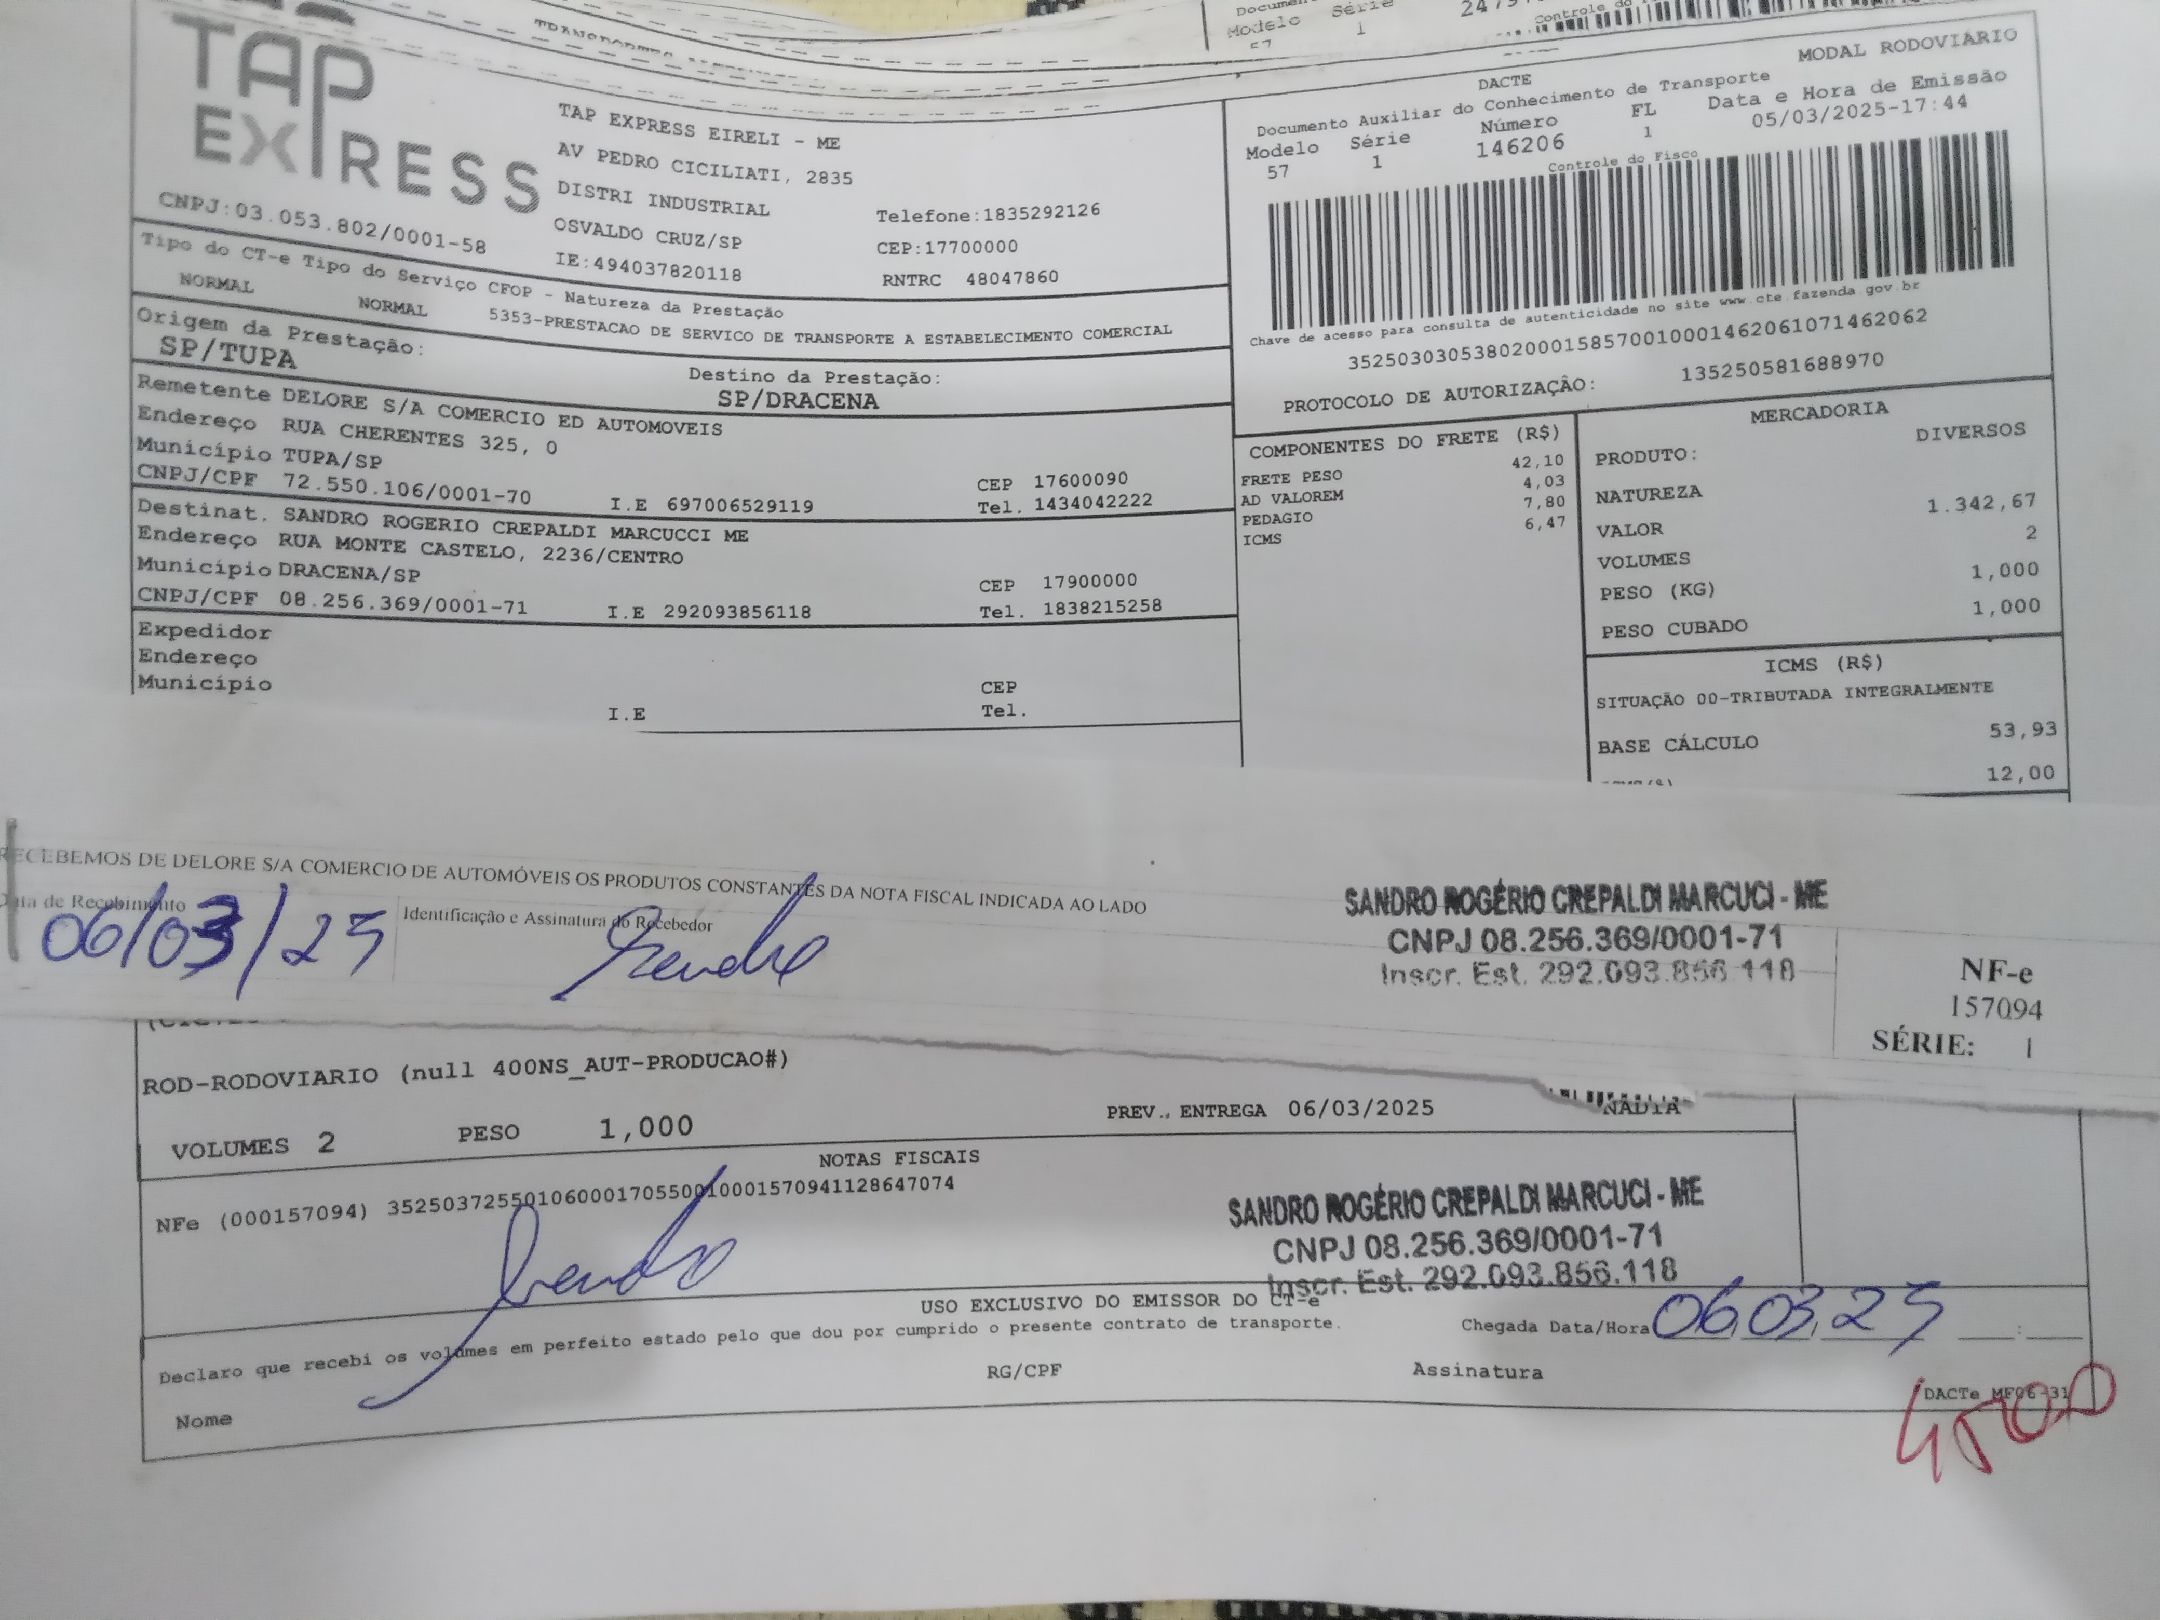 Modelo Série
57 1
TAP
EXPRESS
CNPJ:03.053.802/0001-58
TAP EXPRESS EIRELI - ME
AV PEDRO CICILIATI, 2835
DISTRI INDUSTRIAL
OSVALDO CRUZ/SP
IE:494037820118
Telefone:1835292126
CEP:17700000
RNTRC 48047860
DACTE
MODAL RODOVIÁRIO
Documento Auxiliar do Conhecimento de Transporte
Modelo Série Número FL Data e Hora de Emissão
57 1 146206 1 05/03/2025-17:44
Controle do Fisco
Chave de acesso para consulta de autenticidade no site www.cte.fazenda.gov.br
35250303053802000158570010001462061071462062
PROTOCOLO DE AUTORIZAÇÃO: 135250581688970
Tipo do CT-e Tipo do Serviço CFOP - Natureza da Prestação
NORMAL NORMAL 5353-PRESTACAO DE SERVICO DE TRANSPORTE A ESTABELECIMENTO COMERCIAL
Origem da Prestação:
SP/TUPA
Destino da Prestação:
SP/DRACENA
Remetente DELORE S/A COMERCIO ED AUTOMOVEIS
Endereço RUA CHERENTES 325, 0
Município TUPA/SP CEP 17600090
CNPJ/CPF 72.550.106/0001-70 I.E 697006529119 Tel. 1434042222
Destinat. SANDRO ROGERIO CREPALDI MARCUCCI ME
Endereço RUA MONTE CASTELO, 2236/CENTRO
Município DRACENA/SP CEP 17900000
CNPJ/CPF 08.256.369/0001-71 I.E 292093856118 Tel. 1838215258
Expedidor
Endereço
Município CEP
I.E Tel.
COMPONENTES DO FRETE (R$)
FRETE PESO 42,10
AD VALOREM 4,03
PEDAGIO 7,80
ICMS 6,47
MERCADORIA
PRODUTO: DIVERSOS
NATUREZA
VALOR 1.342,67
VOLUMES 2
PESO (KG) 1,000
PESO CUBADO 1,000
ICMS (R$)
SITUAÇÃO 00-TRIBUTADA INTEGRALMENTE
BASE CÁLCULO 53,93
12,00
RECEBEMOS DE DELORE S/A COMERCIO DE AUTOMÓVEIS OS PRODUTOS CONSTANTES DA NOTA FISCAL INDICADA AO LADO
Data de Recebimento Identificação e Assinatura do Recebedor
06/03/25
SANDRO ROGÉRIO CREPALDI MARCUCI - ME
CNPJ 08.256.369/0001-71
Inscr. Est. 292.093.856.118
NF-e
157094
SÉRIE: 1
ROD-RODOVIARIO (null 400NS_AUT-PRODUCAO#)
VOLUMES 2 PESO 1,000 PREV., ENTREGA 06/03/2025 NADIA
NOTAS FISCAIS
NFe (000157094) 35250372550106000170550010001570941128647074
SANDRO ROGÉRIO CREPALDI MARCUCI - ME
CNPJ 08.256.369/0001-71
Inscr. Est. 292.093.856.118
USO EXCLUSIVO DO EMISSOR DO CT-e
Declaro que recebi os volumes em perfeito estado pelo que dou por cumprido o presente contrato de transporte.
Chegada Data/Hora 06,03,25 __:__
Nome RG/CPF Assinatura
DACTe MF06-31